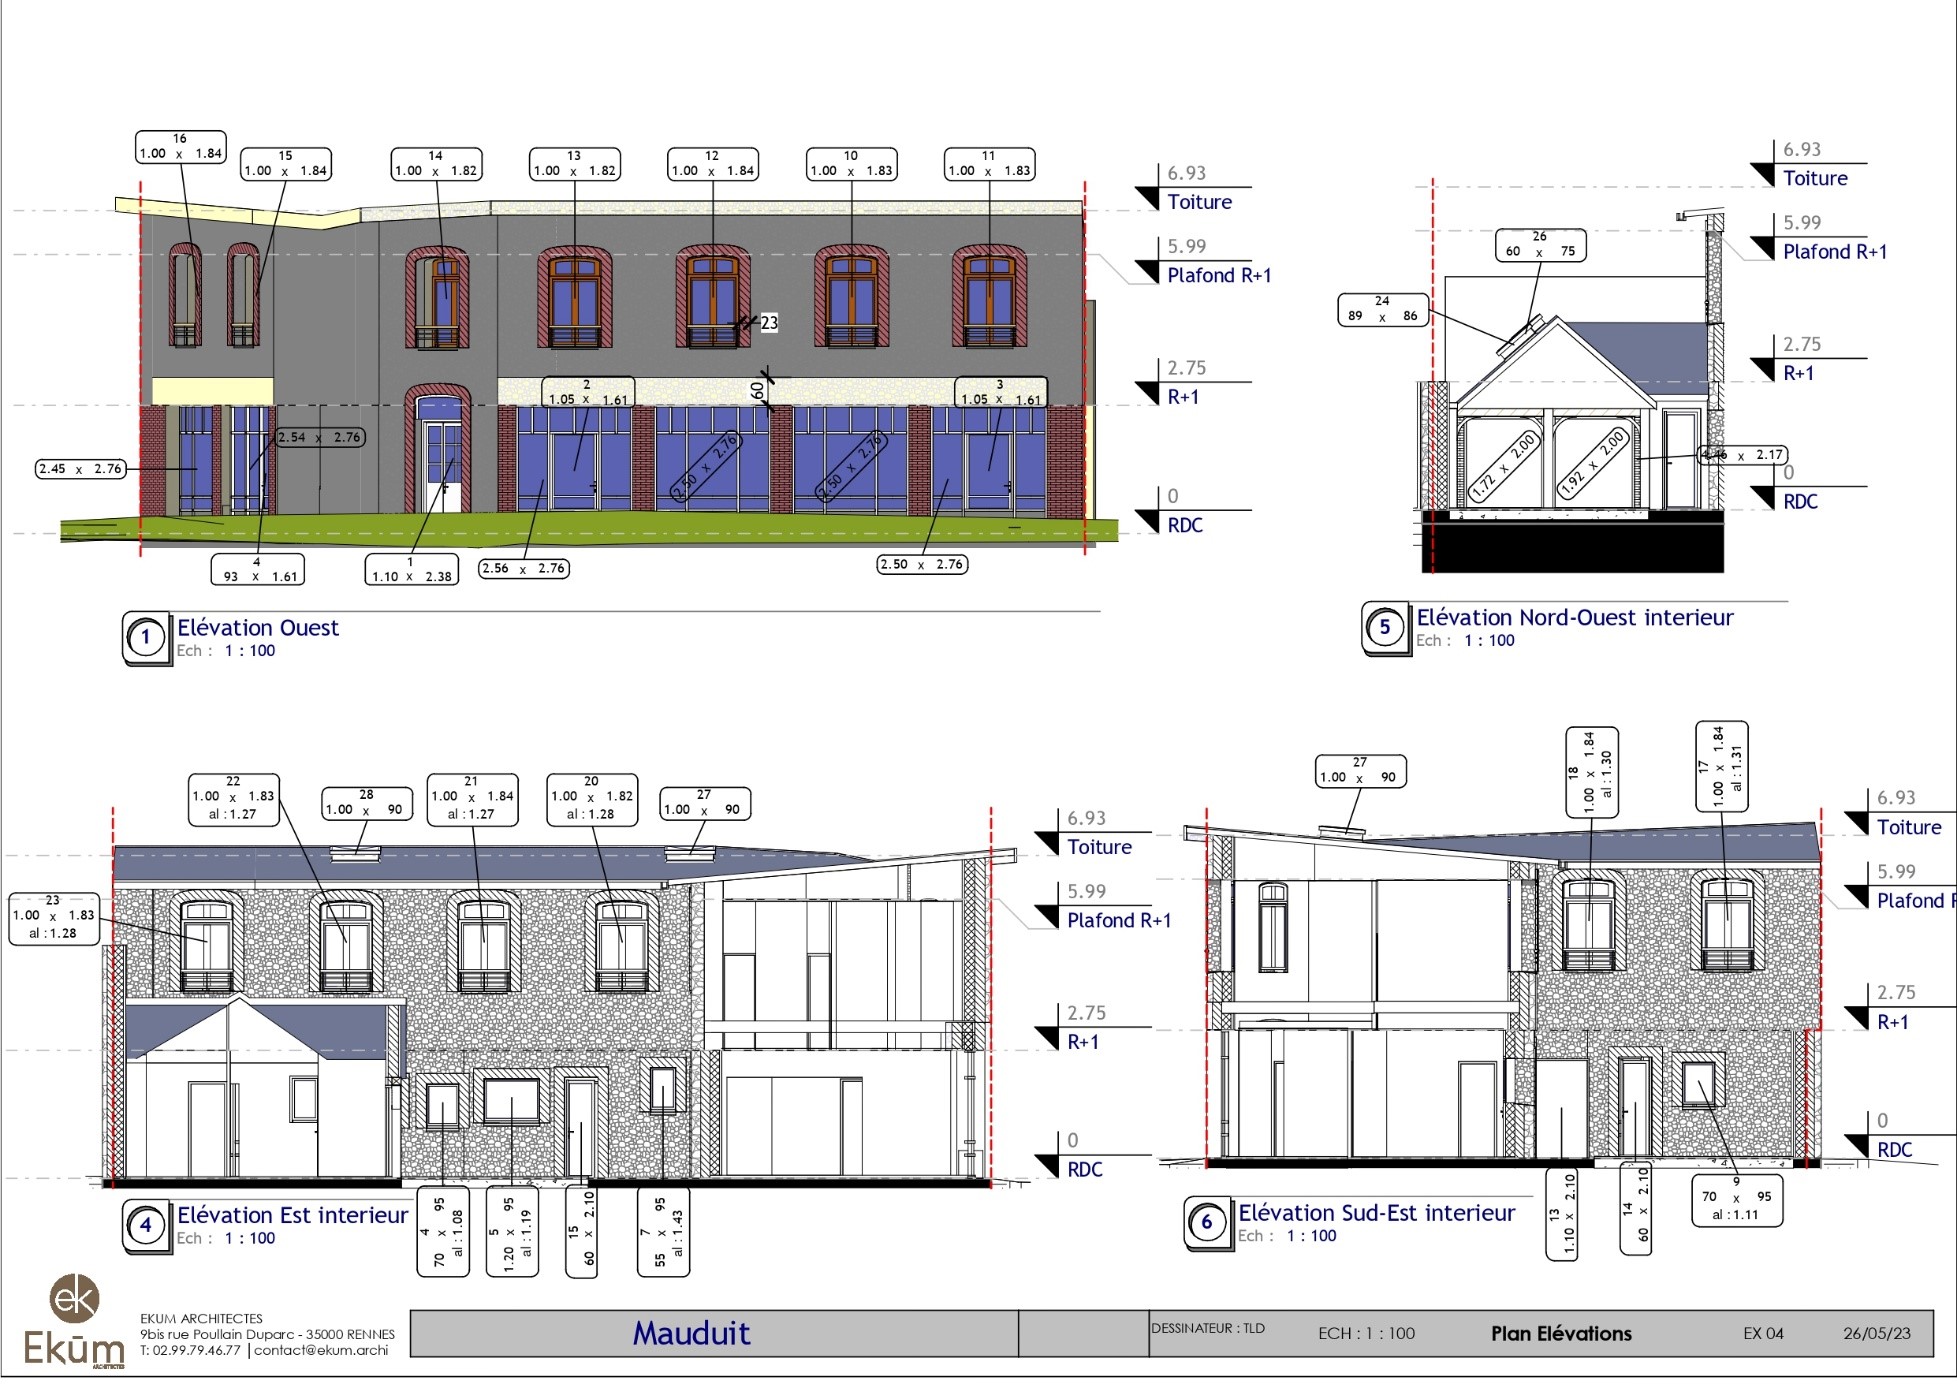 16
1.00 x 1.84
15
1.00 x 1.84
14
1.00 x 1.82
13
1.00 x 1.82
12
1.00 x 1.84
10
1.00 x 1.83
11
1.00 x 1.83
6.93
Toiture
5.99
Plafond R+1
23
60
2
1.05 x 1.61
3
1.05 x 1.61
2.75
R+1
2.54 x 2.76
2.45 x 2.76
2.50 x 2.76
2.50 x 2.76
0
RDC
4
93 x 1.61
1
1.10 x 2.38
2.56 x 2.76
2.50 x 2.76
1
Elévation Ouest
Ech : 1 : 100
6.93
Toiture
5.99
Plafond R+1
26
60 x 75
24
89 x 86
2.75
R+1
1.72 x 2.00
1.92 x 2.00
x 2.17
0
RDC
5
Elévation Nord-Ouest interieur
Ech : 1 : 100
22
1.00 x 1.83
al : 1.27
28
1.00 x 90
21
1.00 x 1.84
al : 1.27
20
1.00 x 1.82
al : 1.28
27
1.00 x 90
6.93
Toiture
23
1.00 x 1.83
al : 1.28
5.99
Plafond R+1
2.75
R+1
0
RDC
4
70 x 95
al : 1.08
5
1.20 x 95
al : 1.19
15
60 x 2.10
7
55 x 95
al : 1.43
4
Elévation Est interieur
Ech : 1 : 100
27
1.00 x 90
18
1.00 x 1.84
al : 1.30
17
1.00 x 1.84
al : 1.31
6.93
Toiture
5.99
Plafond
2.75
R+1
0
RDC
13
1.10 x 2.10
14
60 x 2.10
9
70 x 95
al : 1.11
6
Elévation Sud-Est interieur
Ech : 1 : 100
ek
Ekūm
ARCHITECTES
EKUM ARCHITECTES
9bis rue Poullain Duparc - 35000 RENNES
T: 02.99.79.46.77 | contact@ekum.archi
Mauduit
DESSINATEUR : TLD
ECH : 1 : 100
Plan Elévations
EX 04
26/05/23